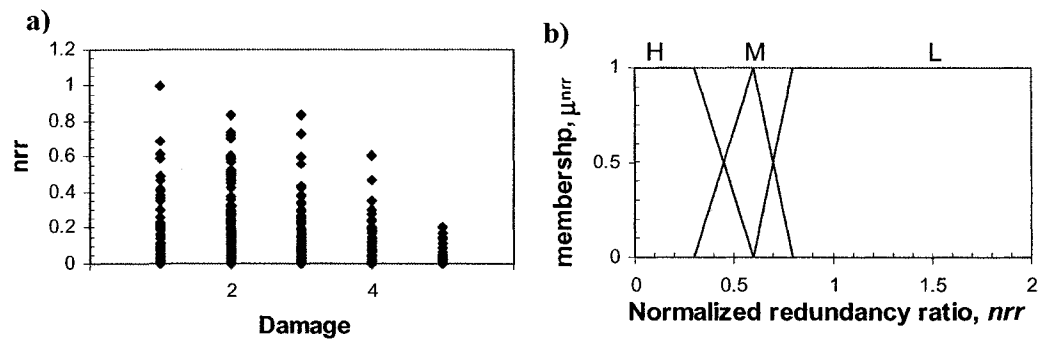 a)
1.2
1
0.8
0.6
0.4
0.2
0
nrr
2
4
Damage
b)
H
M
L
1
0.5
0
membershp, μnrr
0
0.5
1
1.5
2
Normalized redundancy ratio, nrr